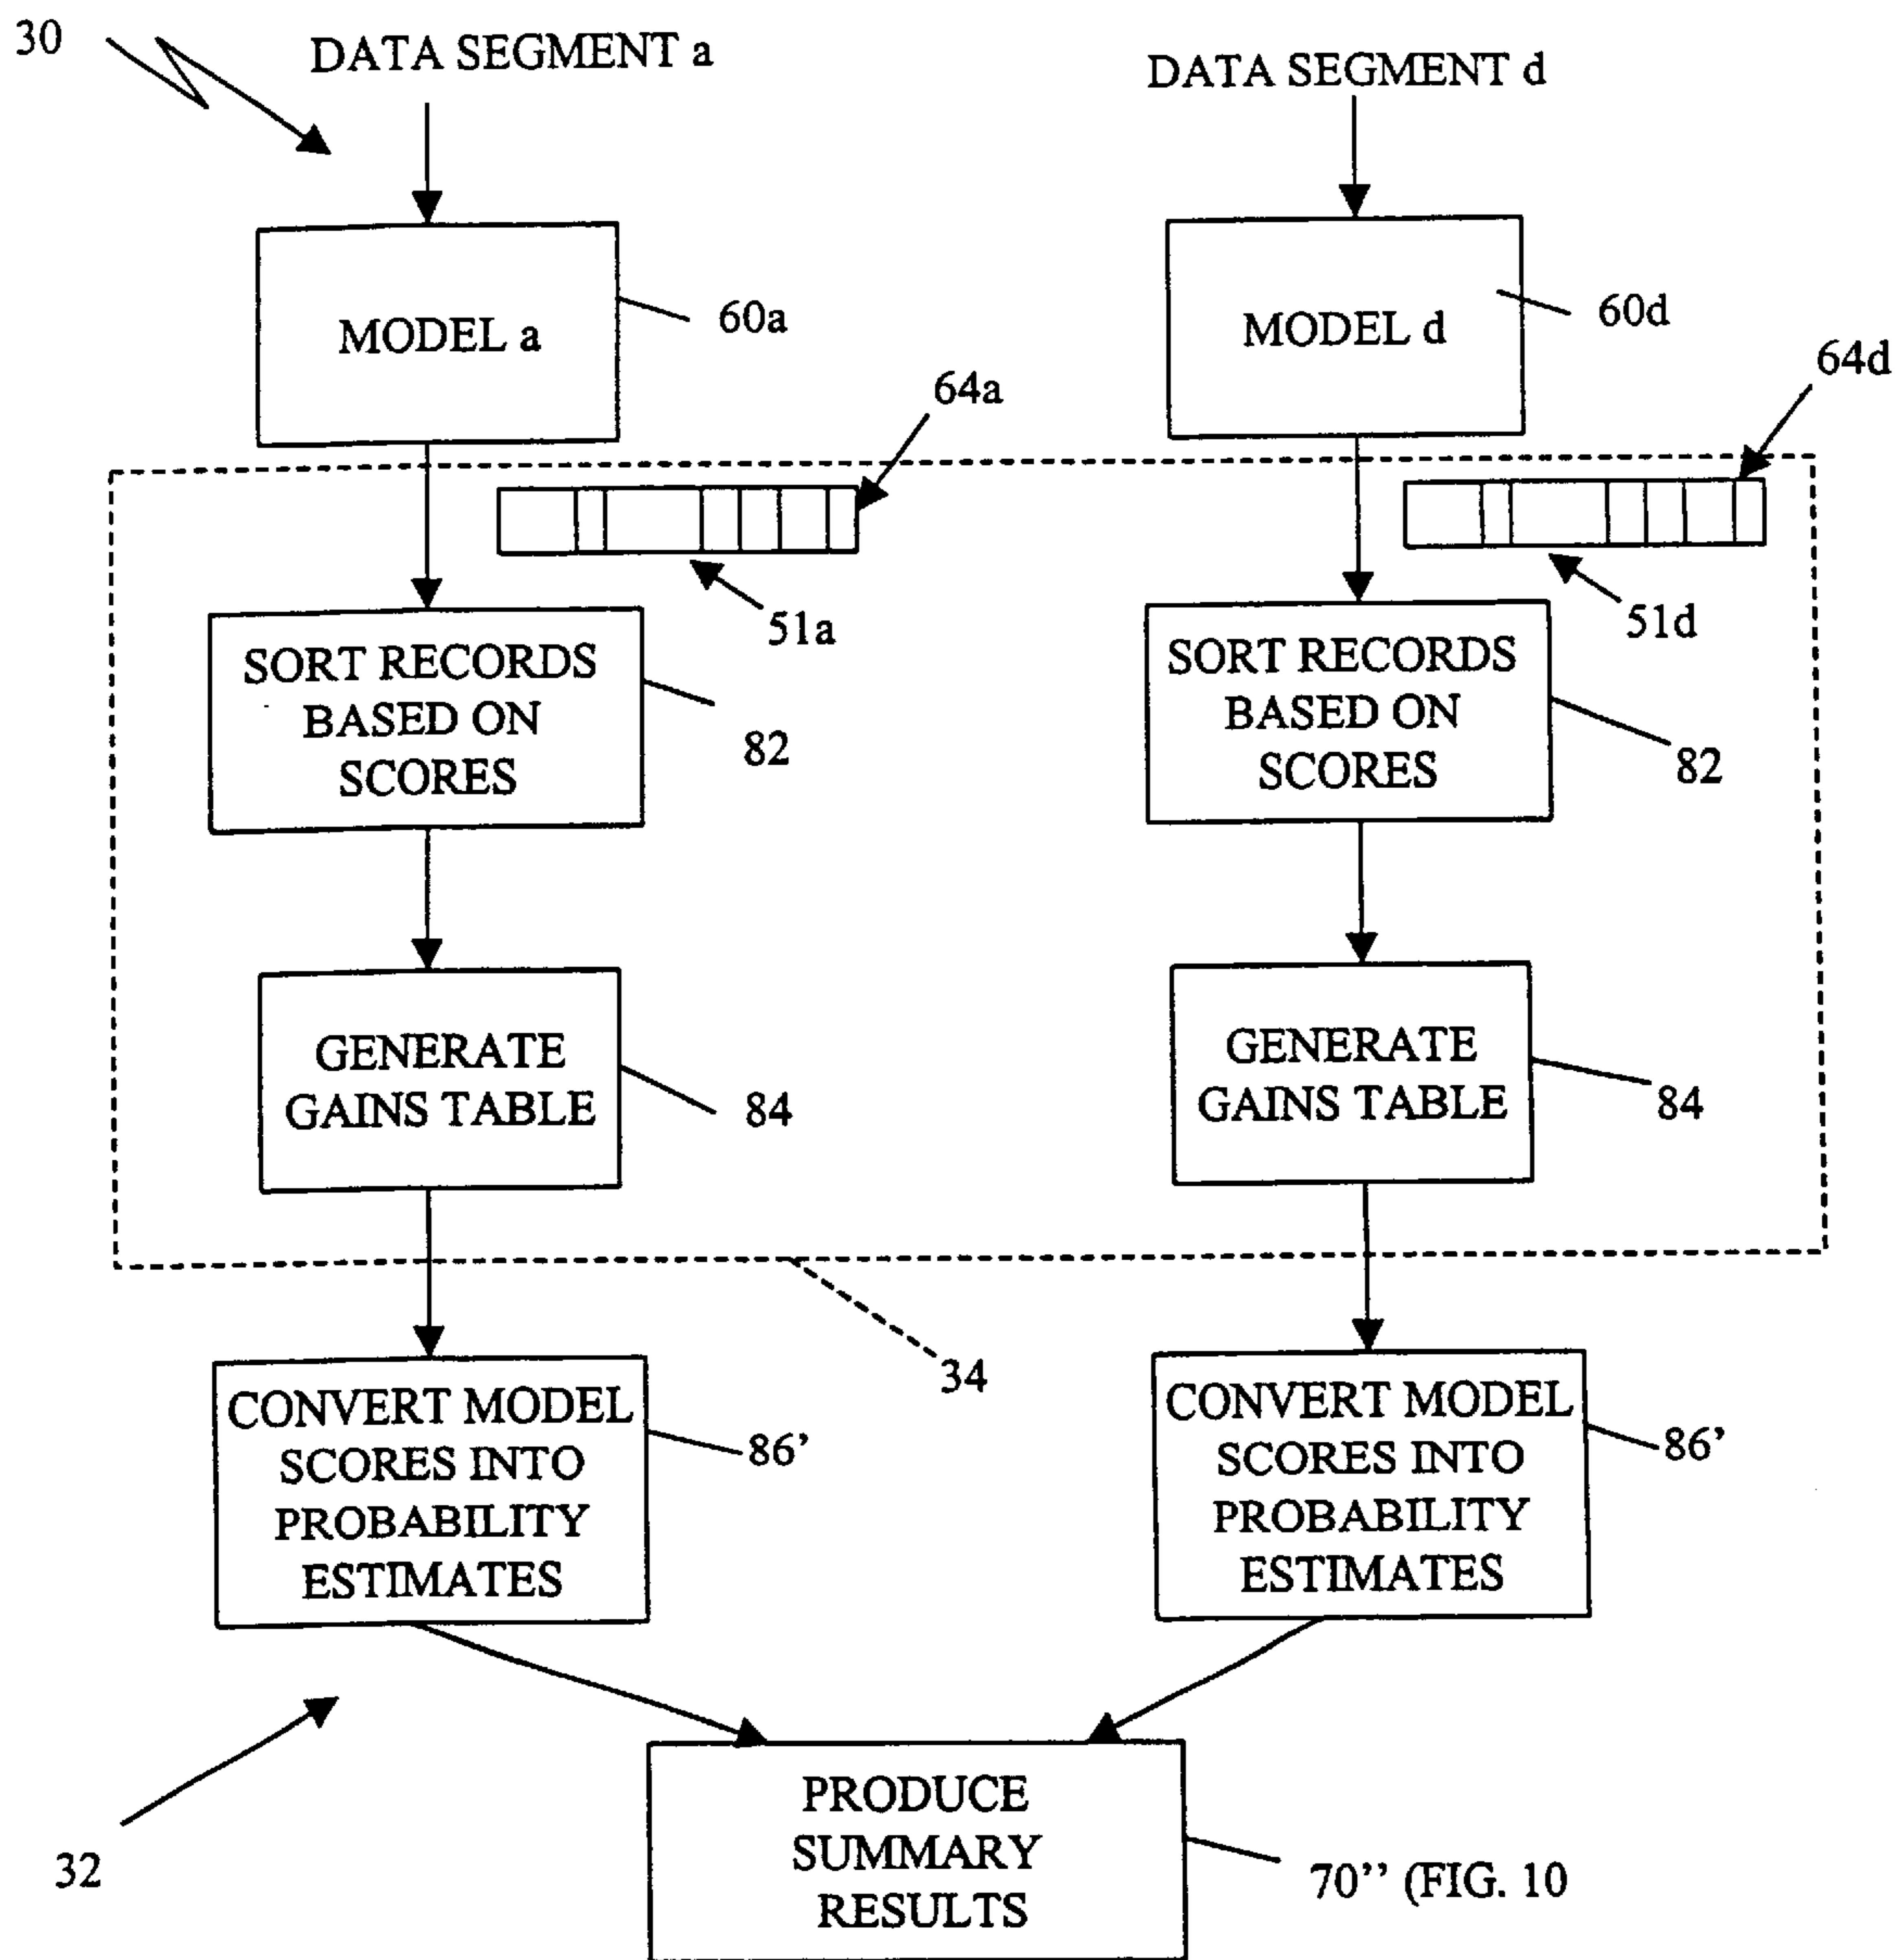 30
DATA SEGMENT a
DATA SEGMENT d
MODEL a
60a
MODEL d
60d
64a
64d
51a
51d
SORT RECORDS
BASED ON
SCORES
82
SORT RECORDS
BASED ON
SCORES
82
GENERATE
GAINS TABLE
84
GENERATE
GAINS TABLE
84
34
CONVERT MODEL
SCORES INTO
PROBABILITY
ESTIMATES
86’
CONVERT MODEL
SCORES INTO
PROBABILITY
ESTIMATES
86’
32
PRODUCE
SUMMARY
RESULTS
70’’ (FIG. 10